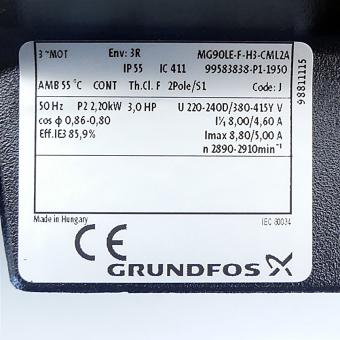 3~MOT Env: 3R MG90LE-F-H3-CML2A
IP 55 IC 411 99583838-P1-1950
AMB 55 °C CONT Th.Cl. F 2Pole/S1 Code: J
50 Hz P2 2,20kW 3,0 HP U 220-240D/380-415Y V
cos ϕ 0,86-0,80 I1/1 8,00/4,60 A
Eff.IE3 85,9% Imax 8,80/5,00 A
n 2890-2910min⁻¹
98811115
Made in Hungary IEC 60034
CE
GRUNDFOS